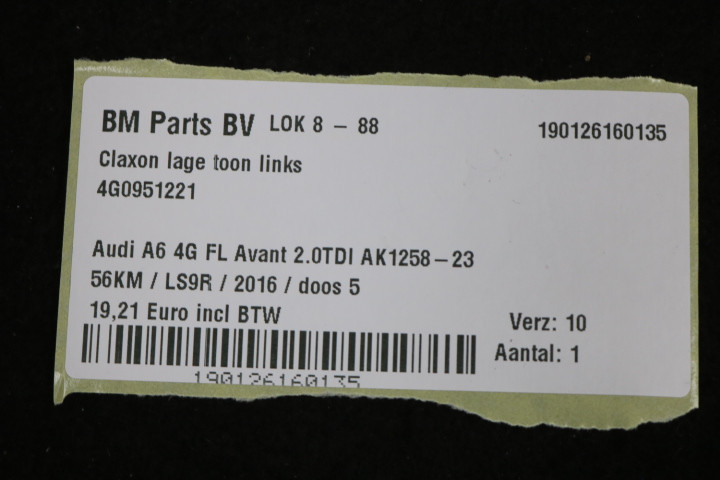 BM Parts BV LOK 8 - 88 190126160135
Claxon lage toon links
4G0951221
Audi A6 4G FL Avant 2.0TDI AK1258-23
56KM / LS9R / 2016 / doos 5
19,21 Euro incl BTW
Verz: 10
Aantal: 1
190126160135